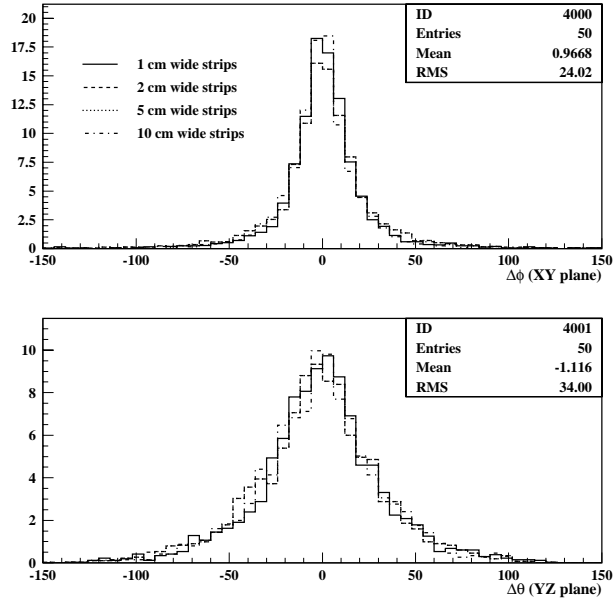 20
17.5
15
12.5
10
7.5
5
2.5
0
-150
-100
-50
0
50
100
150
Δϕ (XY plane)
1 cm wide strips
2 cm wide strips
5 cm wide strips
10 cm wide strips
ID 4000
Entries 50
Mean 0.9668
RMS 24.02
10
8
6
4
2
0
-150
-100
-50
0
50
100
150
Δθ (YZ plane)
ID 4001
Entries 50
Mean -1.116
RMS 34.00